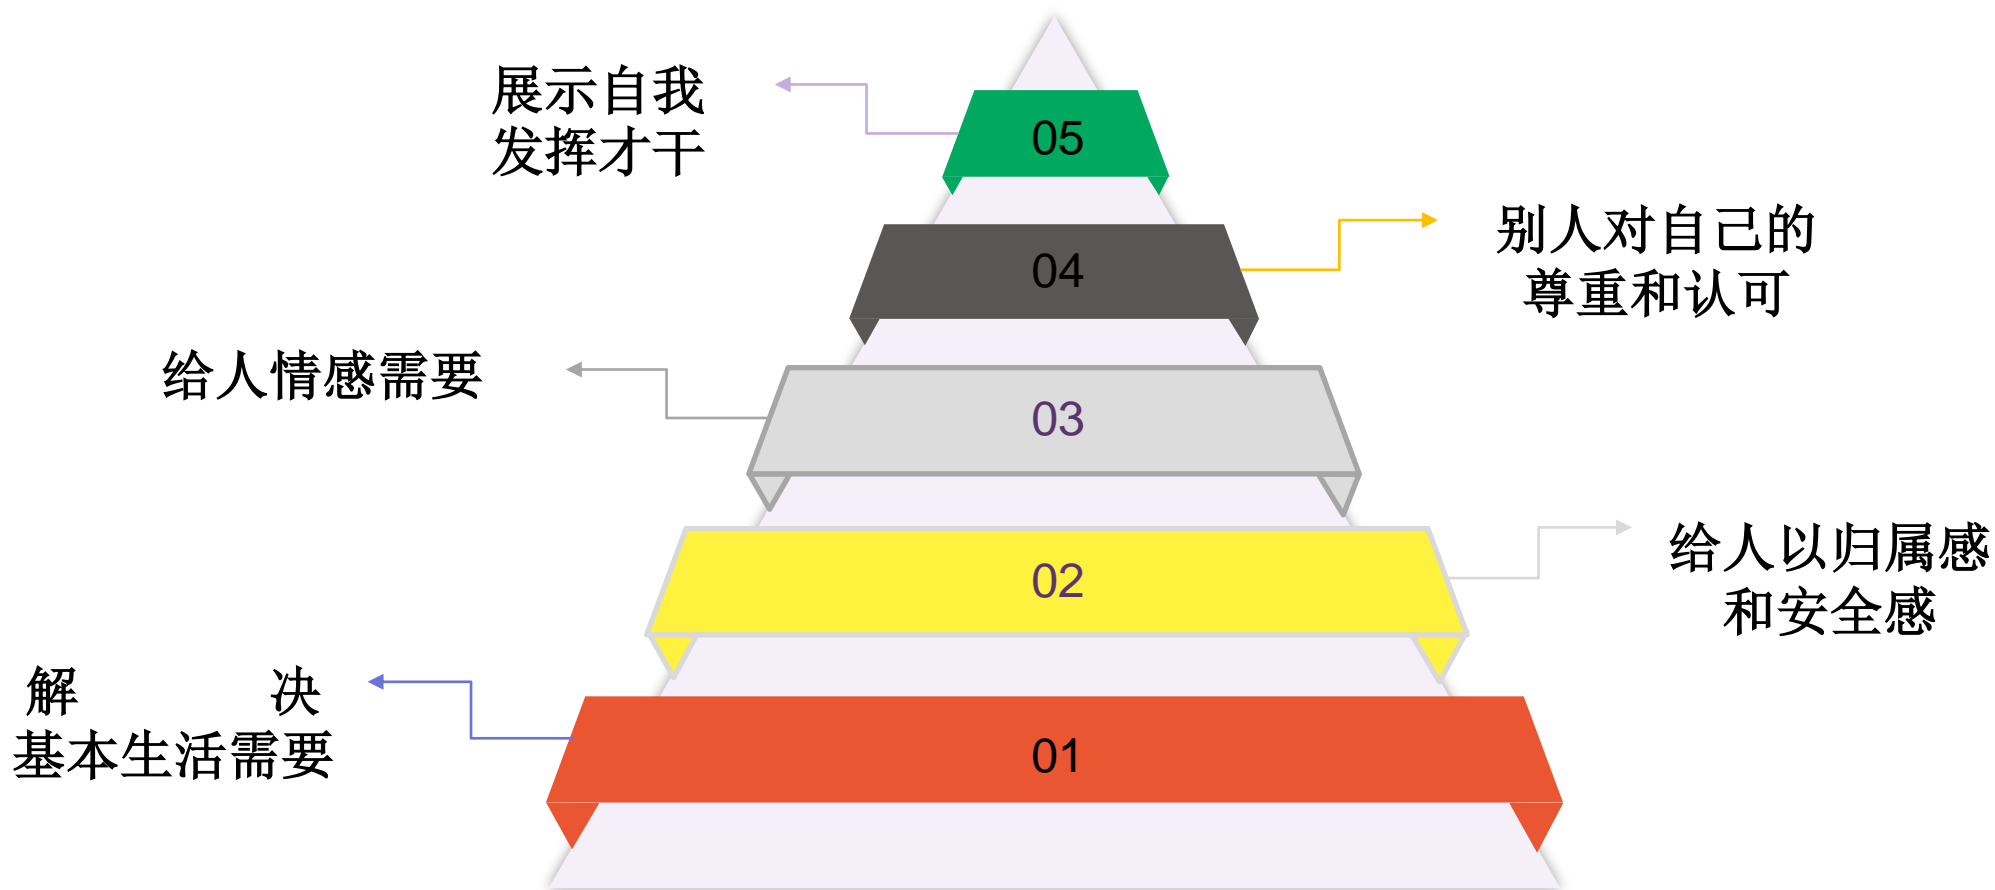 展示自我
发挥才干
05
别人对自己的
尊重和认可
04
给人情感需要
03
给人以归属感
和安全感
02
解 决
基本生活需要
01